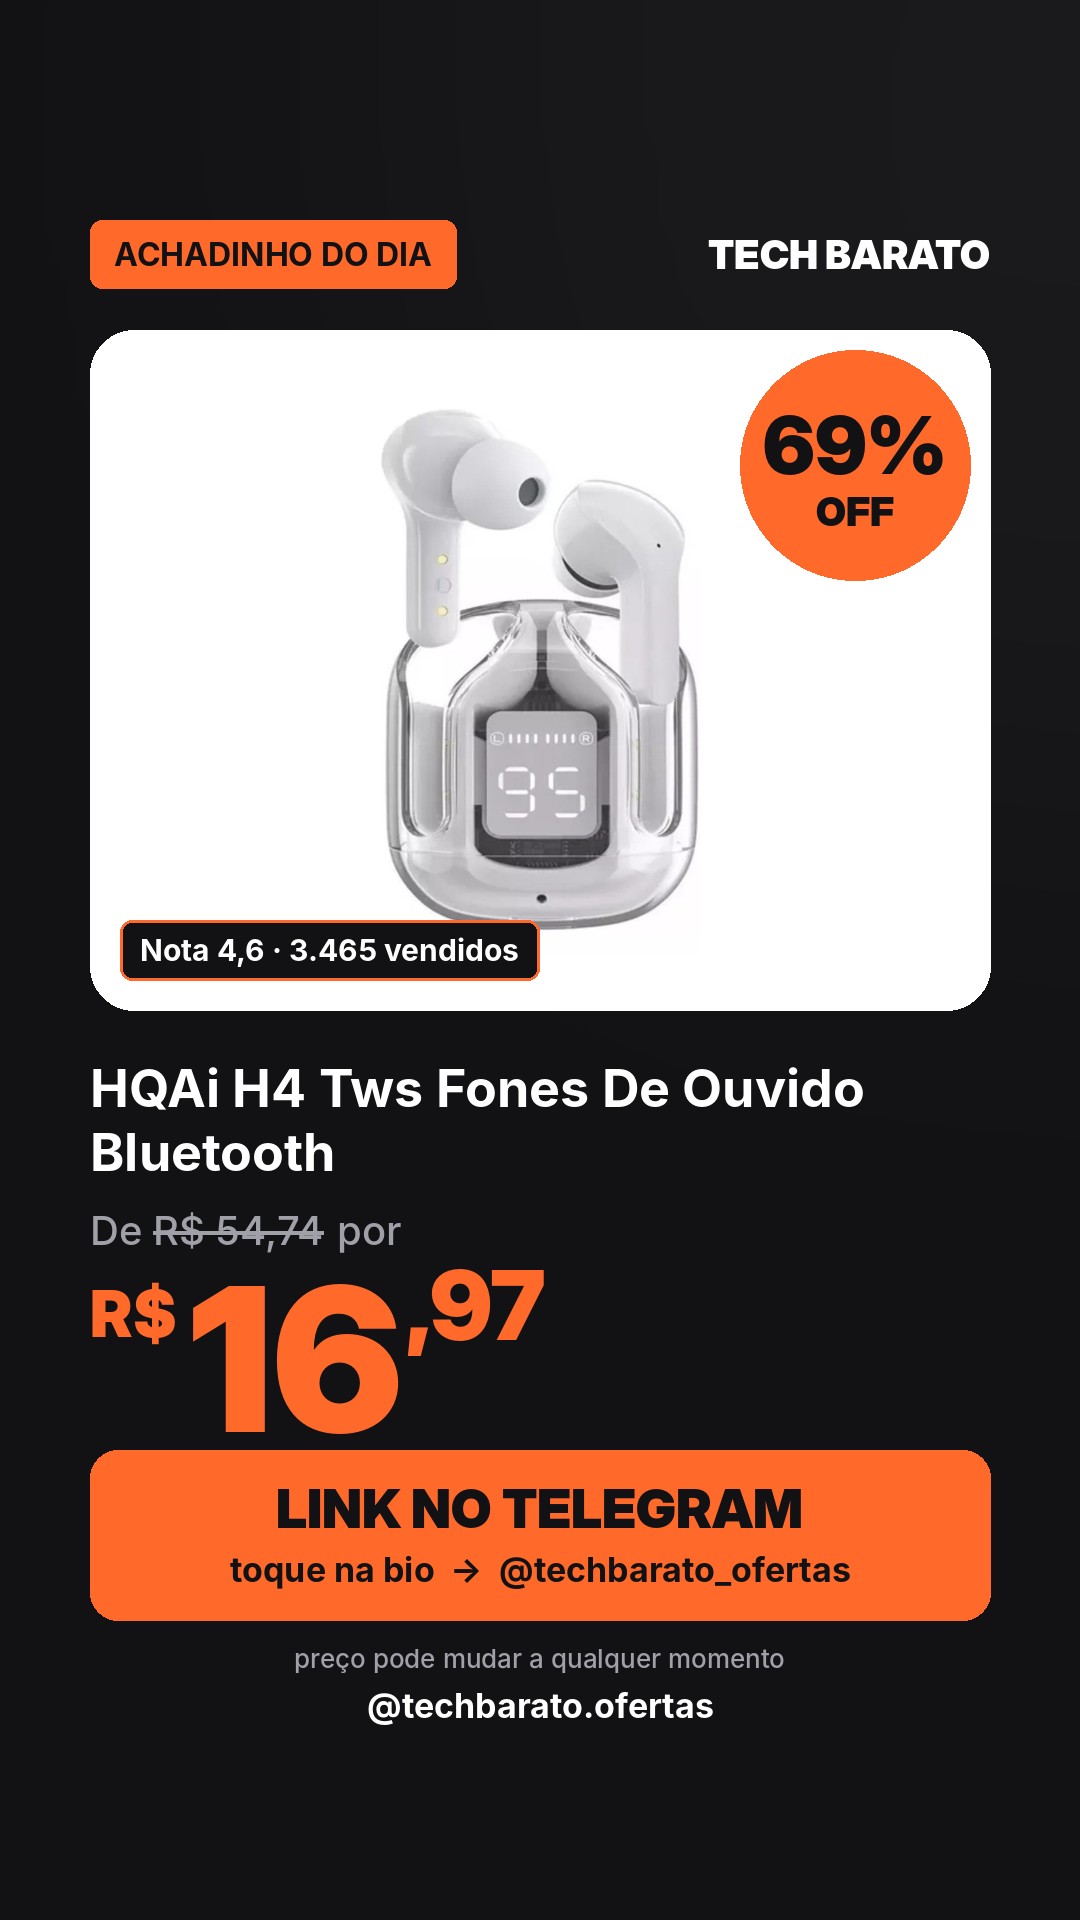 ACHADINHO DO DIA
TECH BARATO
69%
OFF
L R
95
Nota 4,6 · 3.465 vendidos
HQAi H4 Tws Fones De Ouvido
Bluetooth
De R$ 54,74 por
R$ 16,97
LINK NO TELEGRAM
toque na bio → @techbarato_ofertas
preço pode mudar a qualquer momento
@techbarato.ofertas